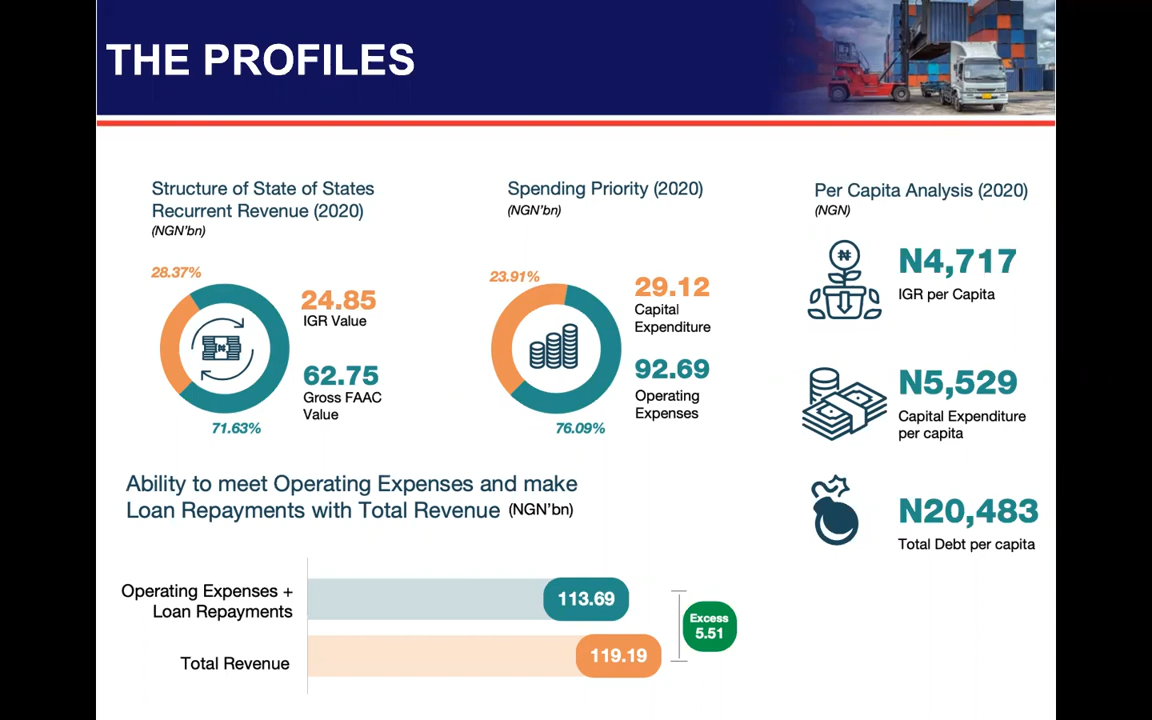 THE PROFILES
Structure of State of States
Recurrent Revenue (2020)
(NGN'bn)
28.37%
24.85
IGR Value
62.75
Gross FAAC
Value
71.63%
Spending Priority (2020)
(NGN'bn)
23.91%
29.12
Capital
Expenditure
92.69
Operating
Expenses
76.09%
Per Capita Analysis (2020)
(NGN)
₦
N4,717
IGR per Capita
N5,529
Capital Expenditure
per capita
N20,483
Total Debt per capita
Ability to meet Operating Expenses and make
Loan Repayments with Total Revenue (NGN'bn)
Operating Expenses +
Loan Repayments
113.69
Total Revenue
119.19
Excess
5.51